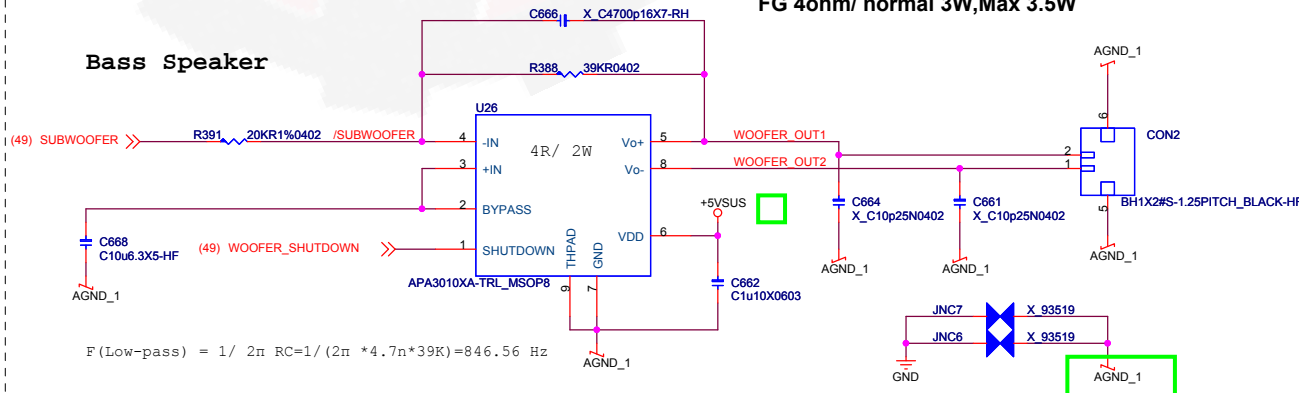 FG 4ohm/ normal 3W,Max 3.5W
C666 X_C4700p16X7-RH
Bass Speaker
R388 39KR0402
AGND_1
U26
(49) SUBWOOFER R391 20KR1%0402 /SUBWOOFER
4 -IN
4R/ 2W
Vo+ 5
WOOFER_OUT1
6
CON2
3 +IN
Vo- 8
WOOFER_OUT2
2
1
2 BYPASS
+5VSUS
C664
X_C10p25N0402
C661
X_C10p25N0402
5
BH1X2#S-1.25PITCH_BLACK-HF
C668
C10u6.3X5-HF
(49) WOOFER_SHUTDOWN
1 SHUTDOWN
VDD 6
THPAD
GND
AGND_1
AGND_1
AGND_1
AGND_1
APA3010XA-TRL_MSOP8
9
7
C662
C1u10X0603
JNC7 X_93519
JNC6 X_93519
F(Low-pass) = 1/ 2π RC=1/(2π *4.7n*39K)=846.56 Hz
AGND_1
GND
AGND_1